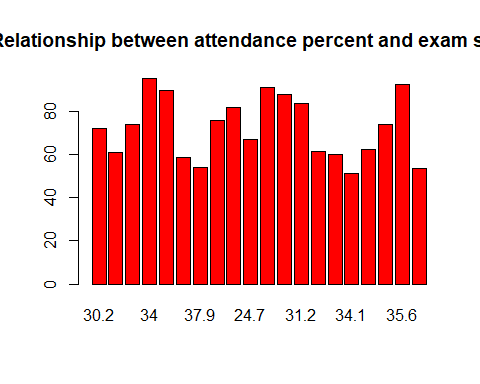 Relationship between attendance percent and exam s
80
60
40
20
0
30.2 34 37.9 24.7 31.2 34.1 35.6